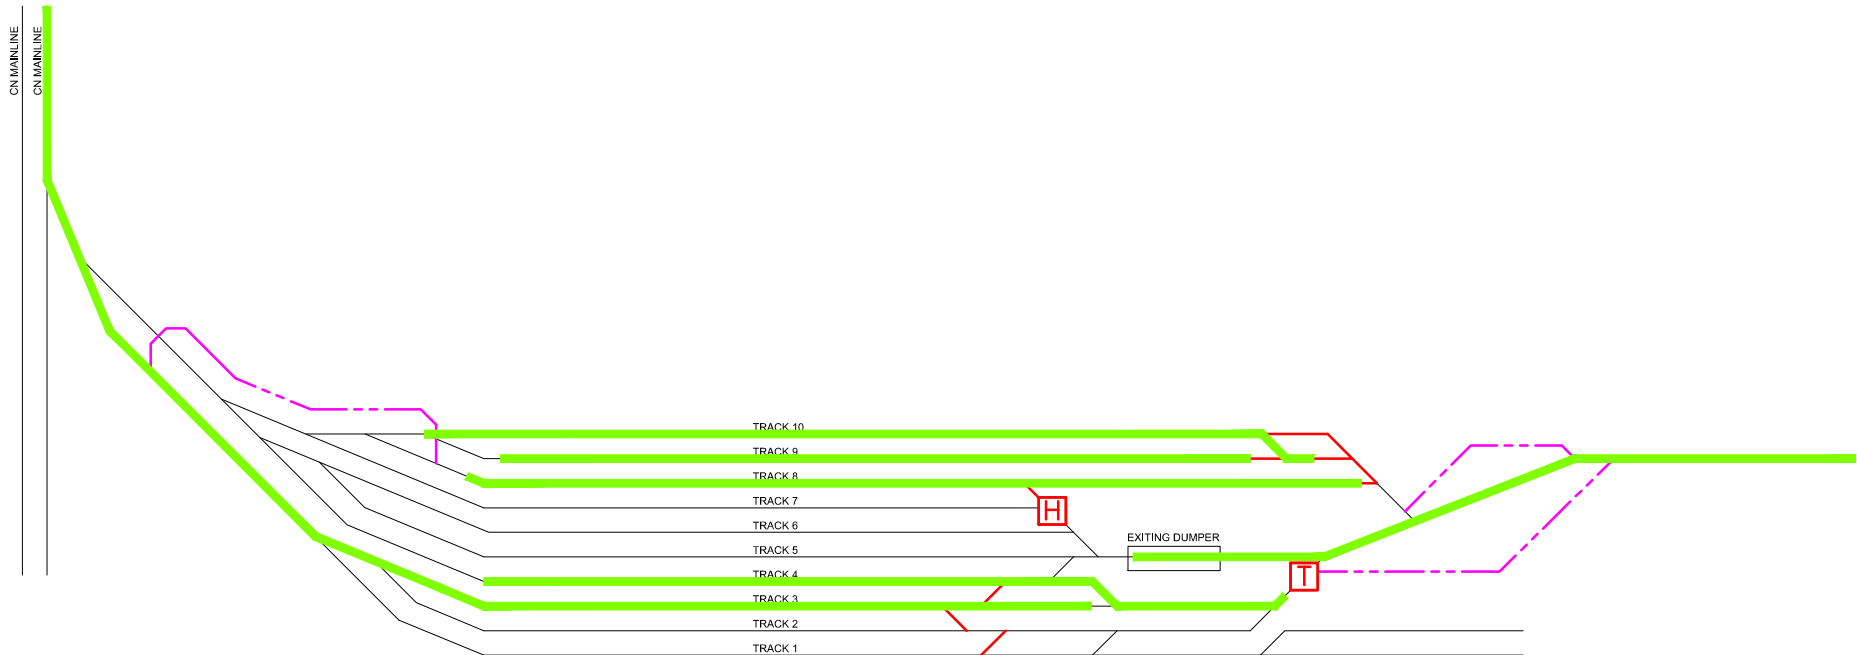 CN MAINLINE
CN MAINLINE
TRACK 10
TRACK 9
TRACK 8
TRACK 7
H
TRACK 6
EXITING DUMPER
TRACK 5
T
TRACK 4
TRACK 3
TRACK 2
TRACK 1